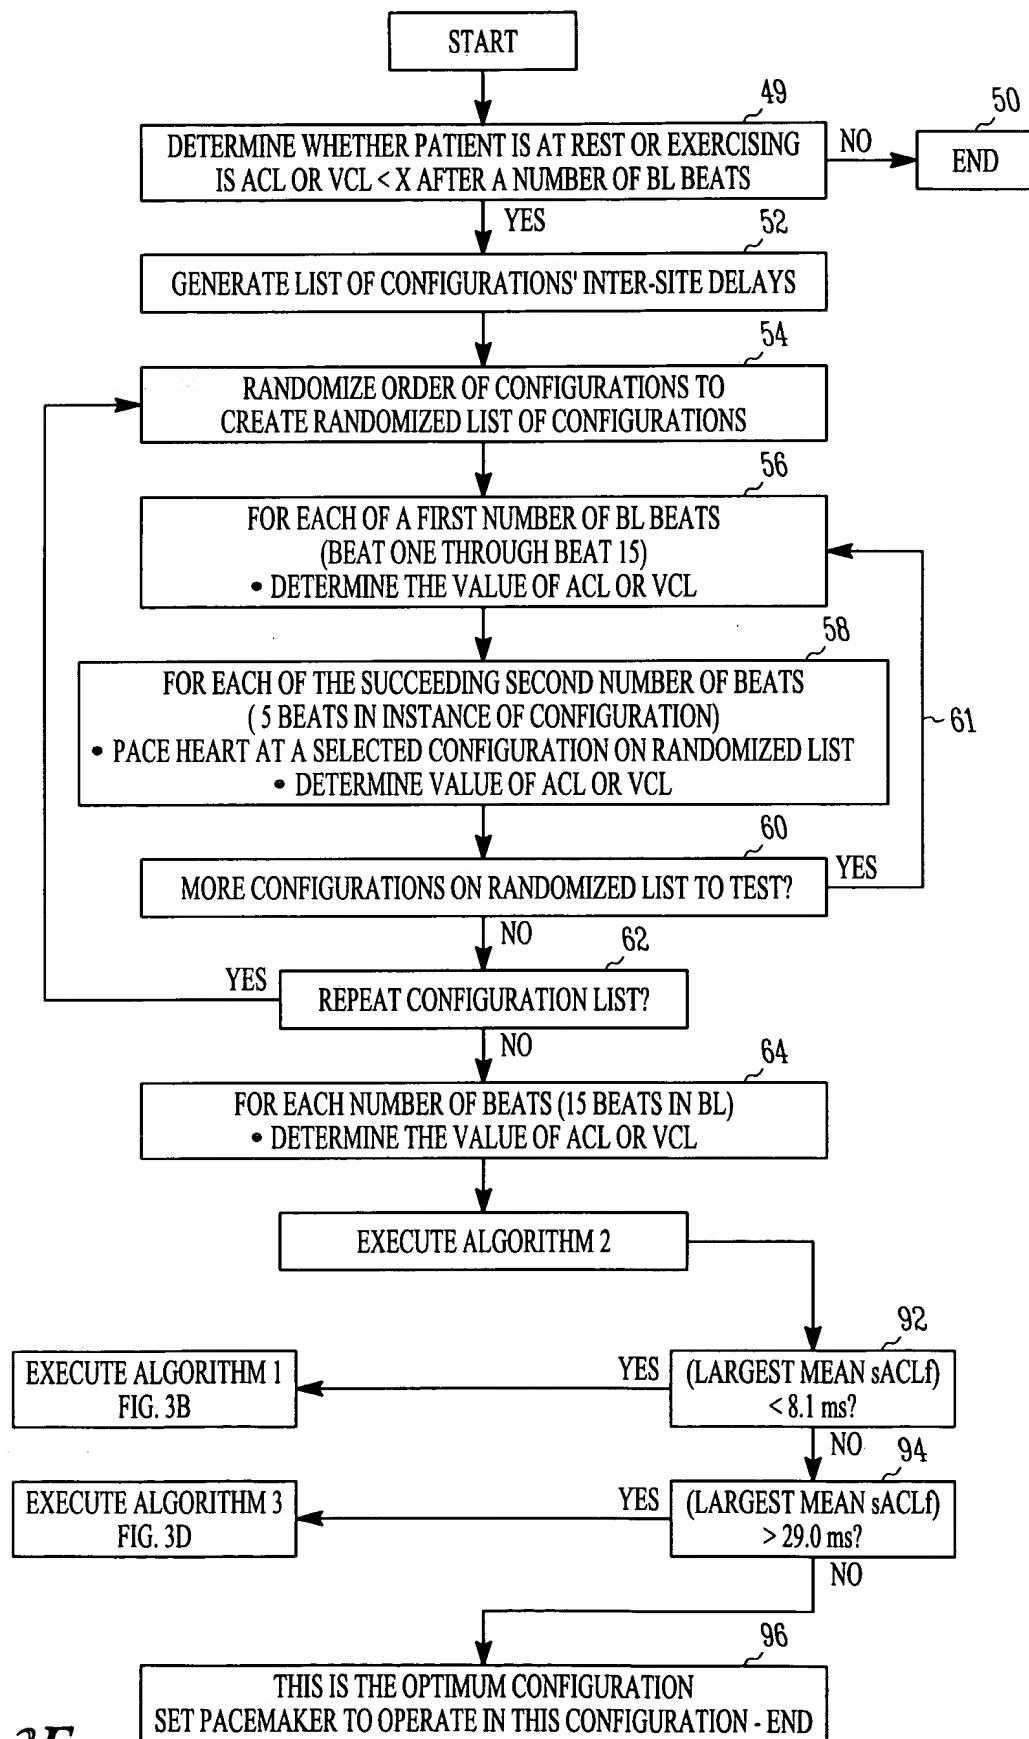 START
49
50
DETERMINE WHETHER PATIENT IS AT REST OR EXERCISING
IS ACL OR VCL < X AFTER A NUMBER OF BL BEATS
NO
END
YES
52
GENERATE LIST OF CONFIGURATIONS' INTER-SITE DELAYS
54
RANDOMIZE ORDER OF CONFIGURATIONS TO
CREATE RANDOMIZED LIST OF CONFIGURATIONS
56
FOR EACH OF A FIRST NUMBER OF BL BEATS
(BEAT ONE THROUGH BEAT 15)
• DETERMINE THE VALUE OF ACL OR VCL
58
FOR EACH OF THE SUCCEEDING SECOND NUMBER OF BEATS
( 5 BEATS IN INSTANCE OF CONFIGURATION)
• PACE HEART AT A SELECTED CONFIGURATION ON RANDOMIZED LIST
• DETERMINE VALUE OF ACL OR VCL
61
60
MORE CONFIGURATIONS ON RANDOMIZED LIST TO TEST?
YES
NO
62
YES
REPEAT CONFIGURATION LIST?
NO
64
FOR EACH NUMBER OF BEATS (15 BEATS IN BL)
• DETERMINE THE VALUE OF ACL OR VCL
EXECUTE ALGORITHM 2
92
(LARGEST MEAN sACLf)
< 8.1 ms?
YES
EXECUTE ALGORITHM 1
FIG. 3B
NO
94
(LARGEST MEAN sACLf)
> 29.0 ms?
YES
EXECUTE ALGORITHM 3
FIG. 3D
NO
96
THIS IS THE OPTIMUM CONFIGURATION
SET PACEMAKER TO OPERATE IN THIS CONFIGURATION - END